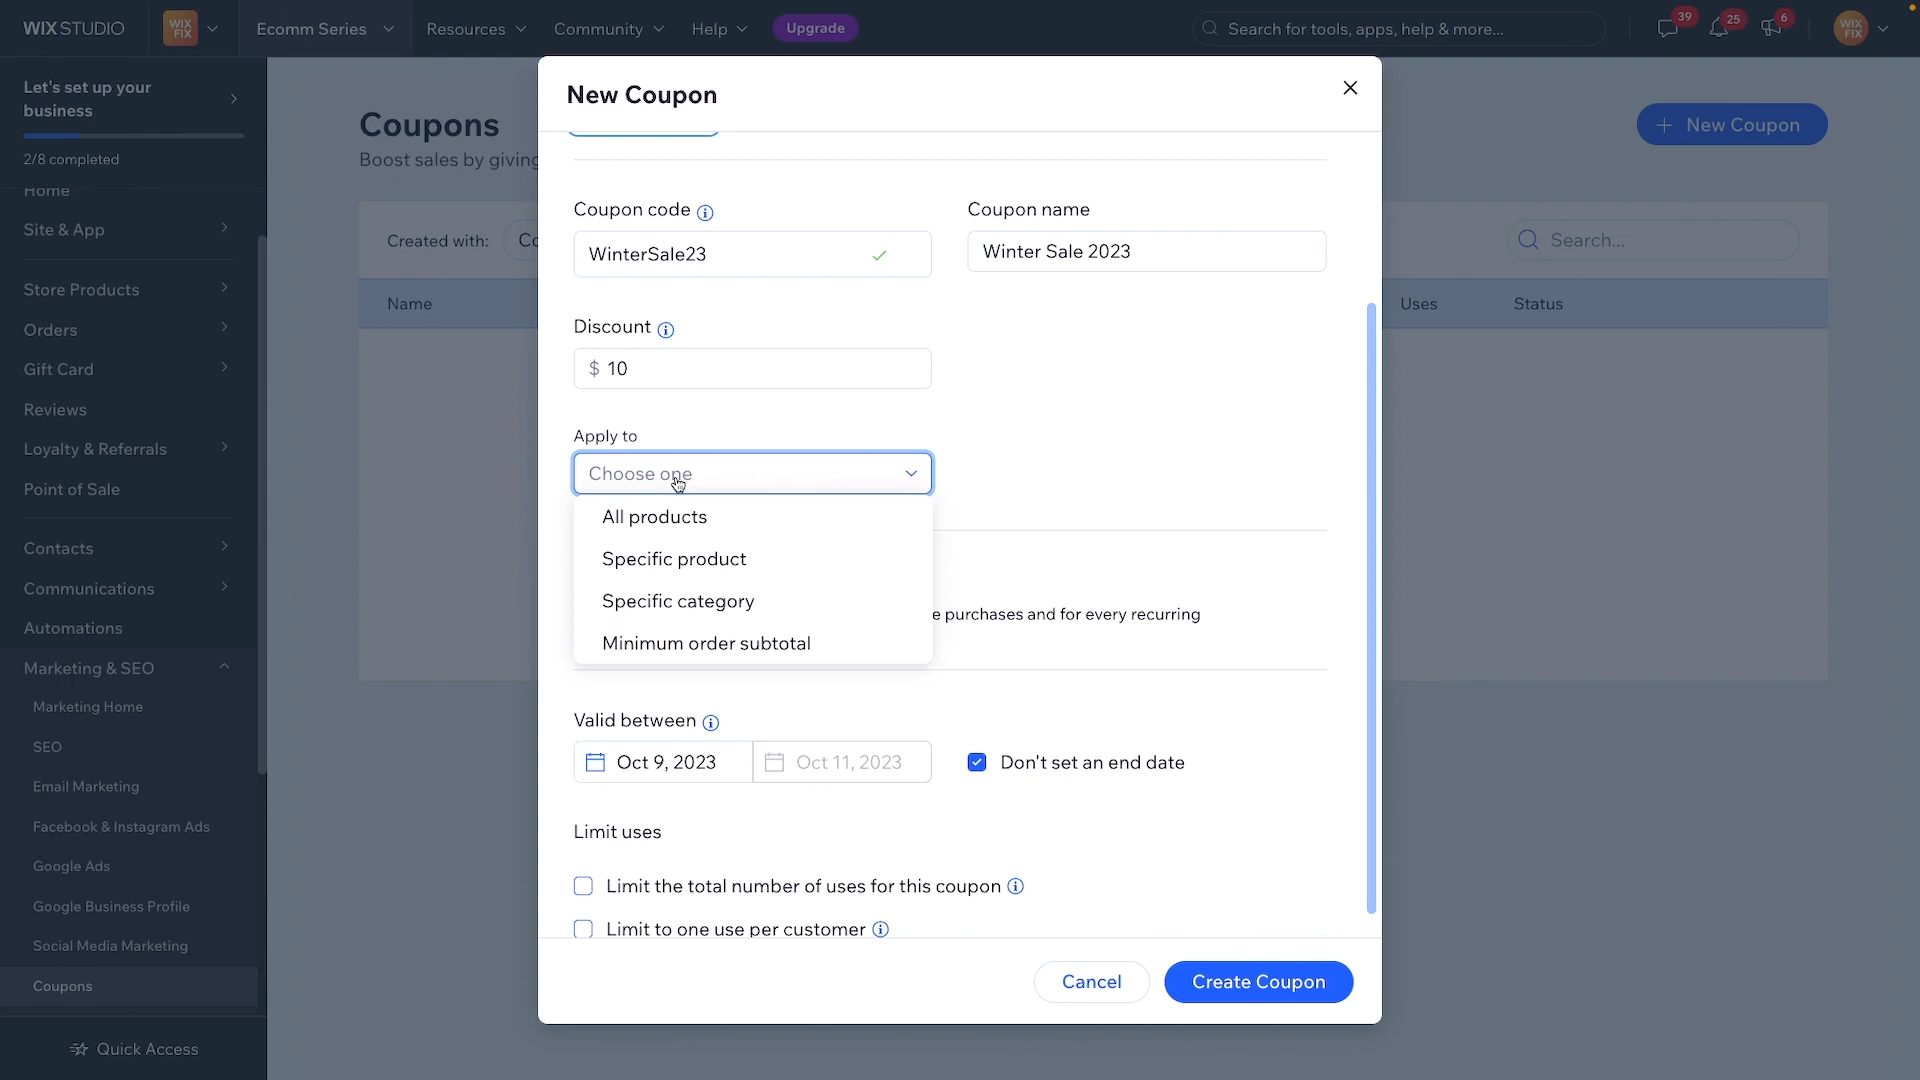 WIX STUDIO
WIX FIX
Ecomm Series
Resources
Community
Help
Upgrade
Search for tools, apps, help & more...
39
25
6
WIX FIX
Let's set up your
business
2/8 completed
Home
Site & App
Store Products
Orders
Gift Card
Reviews
Loyalty & Referrals
Point of Sale
Contacts
Communications
Automations
Marketing & SEO
Marketing Home
SEO
Email Marketing
Facebook & Instagram Ads
Google Ads
Google Business Profile
Social Media Marketing
Coupons
Quick Access
Coupons
Boost sales by giving
+ New Coupon
Created with:
Search...
Name
Uses
Status
New Coupon
Coupon code
Coupon name
WinterSale23
Winter Sale 2023
Discount
$ 10
Apply to
Choose one
All products
Specific product
Specific category
Minimum order subtotal
purchases and for every recurring
Valid between
Oct 9, 2023
Oct 11, 2023
Don't set an end date
Limit uses
Limit the total number of uses for this coupon
Limit to one use per customer
Cancel
Create Coupon